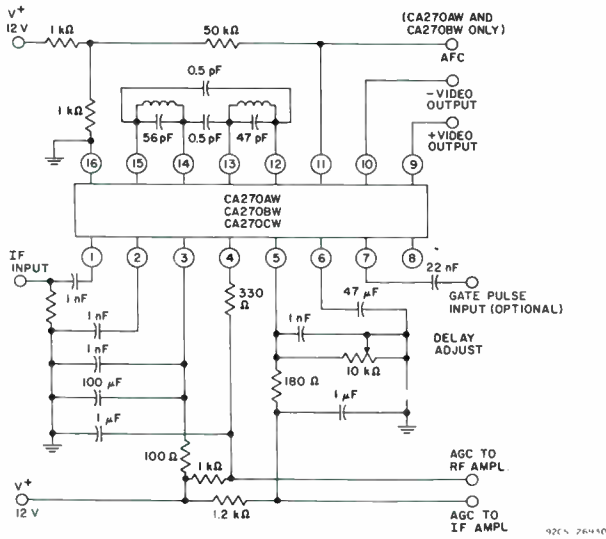 V+
12 V
1 kΩ
50 kΩ
(CA270AW AND
CA270BW ONLY)
AFC
0.5 pF
-VIDEO
OUTPUT
1 kΩ
56 pF
0.5 pF
47 pF
+VIDEO
OUTPUT
16 15 14 13 12 11 10 9
CA270AW
CA270BW
CA270CW
1 2 3 4 5 6 7 8
IF
INPUT
1 nF
330
Ω
22 nF
GATE PULSE
INPUT (OPTIONAL)
47 μF
1 nF
1 nF
DELAY
ADJUST
1 nF
10 kΩ
100 μF
180 Ω
1 μF
1 μF
100 Ω
1 kΩ
AGC TO
RF AMPL.
V+
12 V
1.2 kΩ
AGC TO
IF AMPL